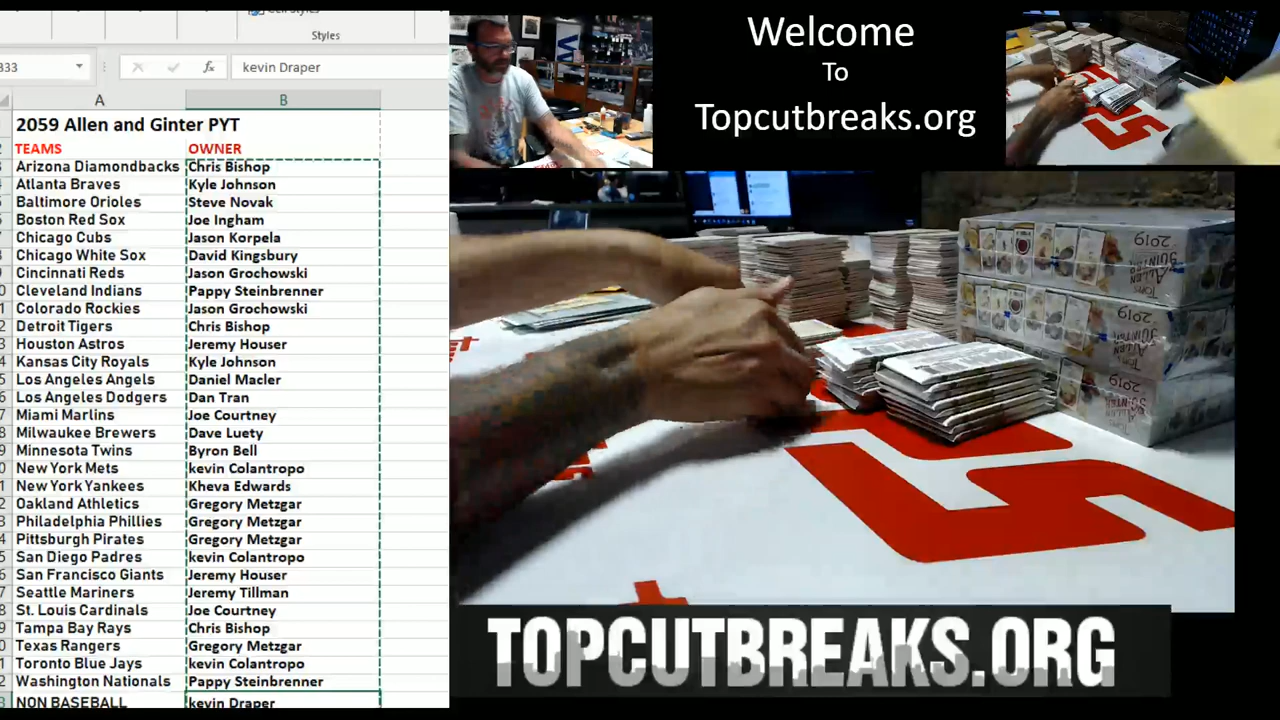 Styles
333
fx
kevin Draper
A
B
2059 Allen and Ginter PYT
TEAMS OWNER
Arizona Diamondbacks Chris Bishop
Atlanta Braves Kyle Johnson
Baltimore Orioles Steve Novak
Boston Red Sox Joe Ingham
Chicago Cubs Jason Korpela
Chicago White Sox David Kingsbury
Cincinnati Reds Jason Grochowski
Cleveland Indians Pappy Steinbrenner
Colorado Rockies Jason Grochowski
Detroit Tigers Chris Bishop
Houston Astros Jeremy Houser
Kansas City Royals Kyle Johnson
Los Angeles Angels Daniel Macler
Los Angeles Dodgers Dan Tran
Miami Marlins Joe Courtney
Milwaukee Brewers Dave Luety
Minnesota Twins Byron Bell
New York Mets kevin Colantropo
New York Yankees Kheva Edwards
Oakland Athletics Gregory Metzgar
Philadelphia Phillies Gregory Metzgar
Pittsburgh Pirates Gregory Metzgar
San Diego Padres kevin Colantropo
San Francisco Giants Jeremy Houser
Seattle Mariners Jeremy Tillman
St. Louis Cardinals Joe Courtney
Tampa Bay Rays Chris Bishop
Texas Rangers Gregory Metzgar
Toronto Blue Jays kevin Colantropo
Washington Nationals Pappy Steinbrenner
NON BASEBALL kevin Draper
Welcome
To
Topcutbreaks.org
2019
2019
2019
TOPCUTBREAKS.ORG